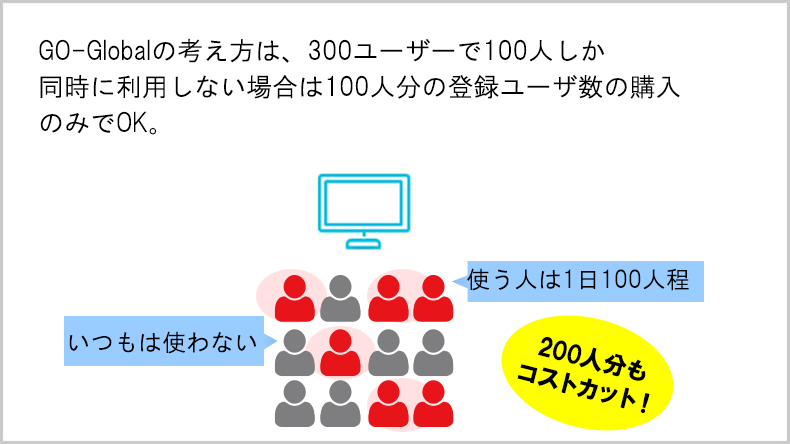 GO-Globalの考え方は、300ユーザーで100人しか
同時に利用しない場合は100人分の登録ユーザ数の購入
のみでOK。
使う人は1日100人程
いつもは使わない
200人分も
コストカット！